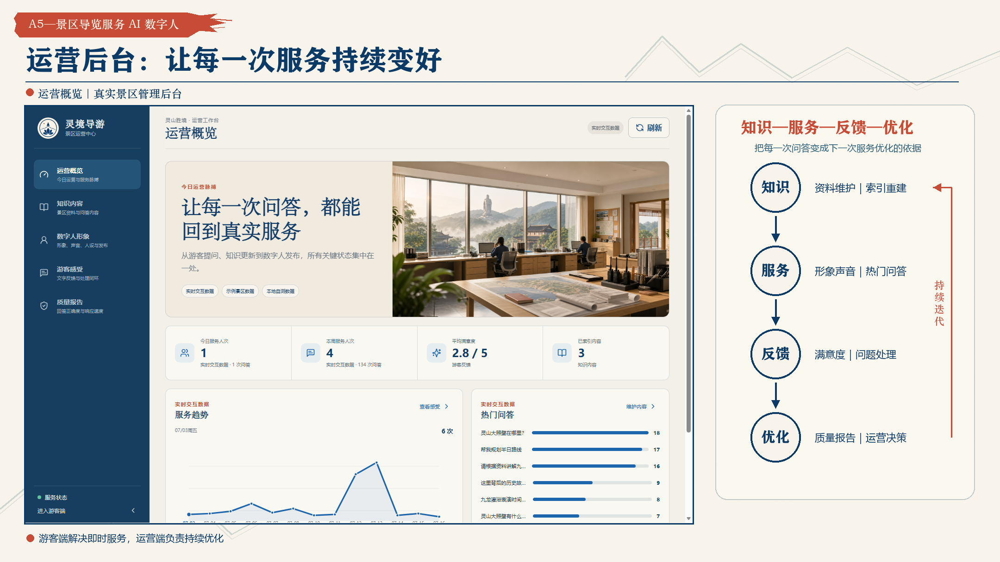 A5—景区导览服务 AI 数字人
运营后台：让每一次服务持续变好
运营概览｜真实景区管理后台
灵境导游
景区运营中心
运营概览
今日运营与服务脉搏
知识内容
景区资料与问答内容
数字人形象
形象、声音、人设与发布
游客感受
文字反馈与处理闭环
质量报告
回答正确度与响应速度
服务状态
进入游客端
灵山胜境 · 运营工作台
运营概览
实时交互数据
刷新
今日运营脉搏
让每一次问答，都能
回到真实服务
从游客提问、知识更新到数字人发布，所有关键状态集中在
一处。
实时交互数据
示例景区数据
本地自测数据
今日服务人次
1
实时交互数据 · 1 次问答
本周服务人次
4
实时交互数据 · 134 次问答
平均满意度
2.8 / 5
游客反馈
已索引内容
3
知识内容
实时交互数据
服务趋势
查看感受
07/03周五
6 次
实时交互数据
热门问答
维护内容
灵山大照壁在哪里？ 18
帮我规划半日路线 17
请根据资料讲解九... 16
这里背后的历史故... 9
九龙灌浴表演时间... 8
灵山大照壁有什么... 7
知识—服务—反馈—优化
把每一次问答变成下一次服务优化的依据
知识
资料维护｜索引重建
服务
形象声音｜热门问答
反馈
满意度｜问题处理
优化
质量报告｜运营决策
持续迭代
游客端解决即时服务，运营端负责持续优化